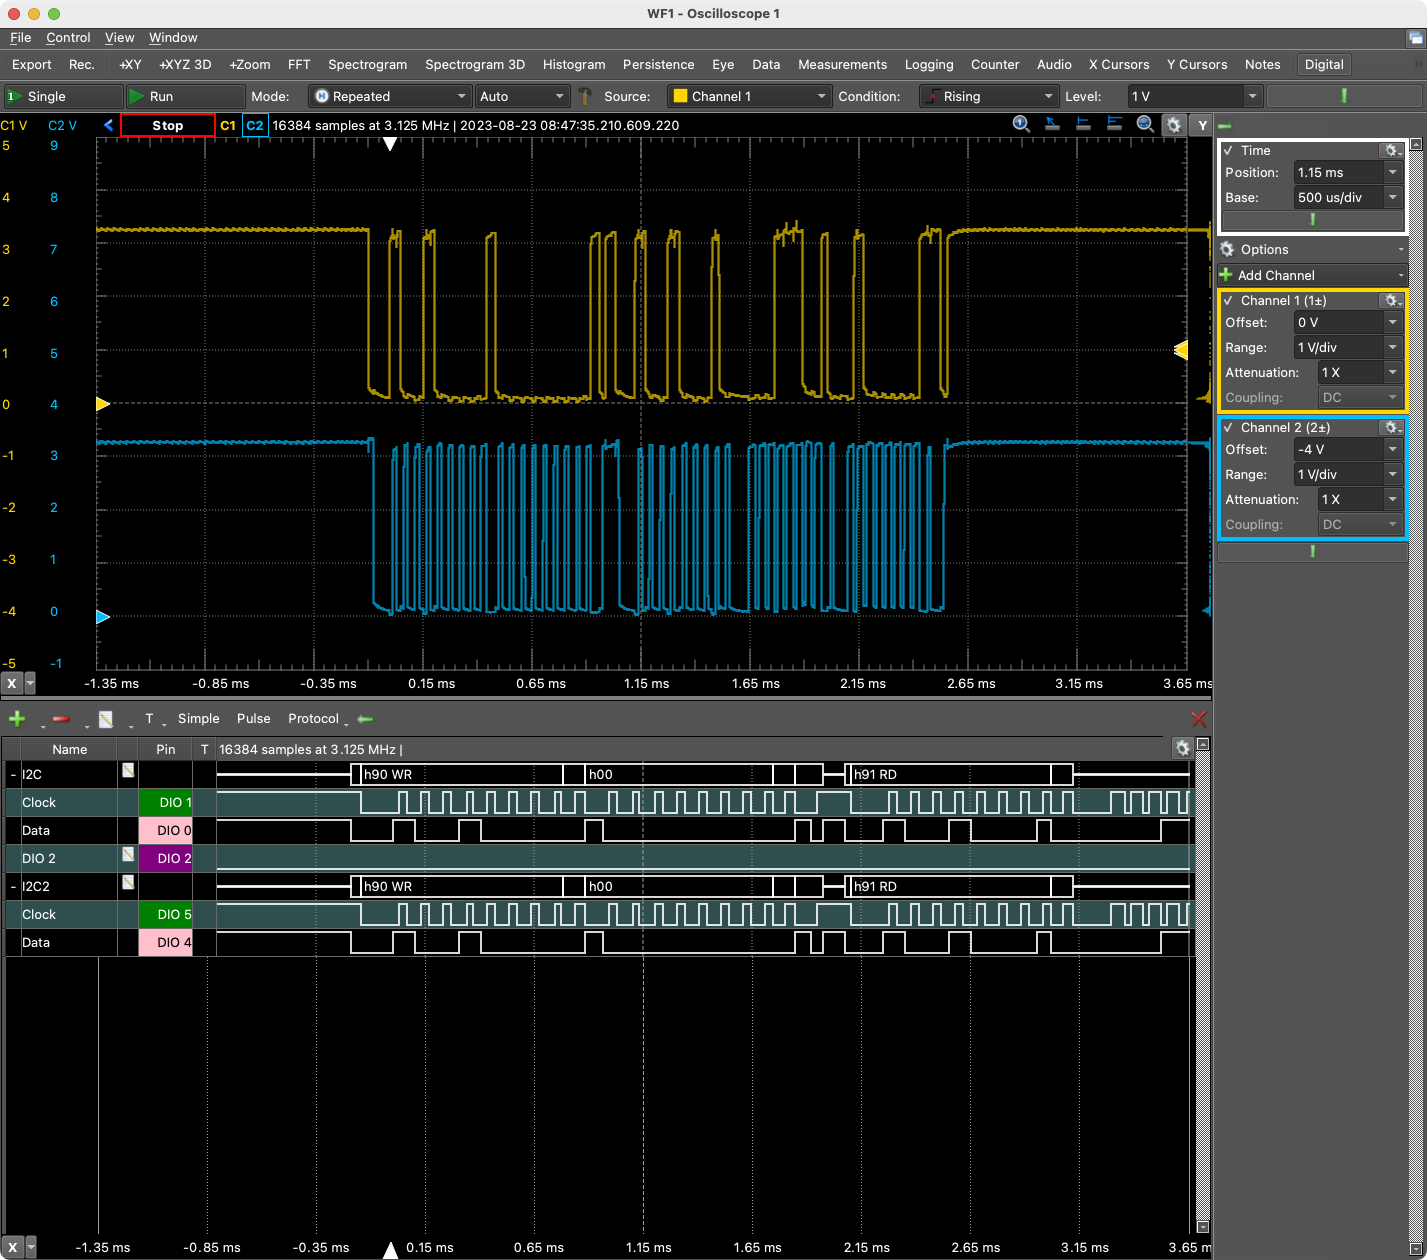 WF1 - Oscilloscope 1
File Control View Window
Export Rec. +XY +XYZ 3D +Zoom FFT Spectrogram Spectrogram 3D Histogram Persistence Eye Data Measurements Logging Counter Audio X Cursors Y Cursors Notes Digital »
Single Run Mode: Repeated Auto Source: Channel 1 Condition: Rising Level: 1 V
C1 V C2 V Stop C1 C2 16384 samples at 3.125 MHz | 2023-08-23 08:47:35.210.609.220 Y
5 9
4 8
3 7
2 6
1 5
0 4
-1 3
-2 2
-3 1
-4 0
-5 -1
X -1.35 ms -0.85 ms -0.35 ms 0.15 ms 0.65 ms 1.15 ms 1.65 ms 2.15 ms 2.65 ms 3.15 ms 3.65 ms
Time
Position: 1.15 ms
Base: 500 us/div
Options
Add Channel
Channel 1 (1±)
Offset: 0 V
Range: 1 V/div
Attenuation: 1 X
Coupling: DC
Channel 2 (2±)
Offset: -4 V
Range: 1 V/div
Attenuation: 1 X
Coupling: DC
T Simple Pulse Protocol
Name Pin T 16384 samples at 3.125 MHz |
- I2C h90 WR h00 h91 RD
Clock DIO 1
Data DIO 0
DIO 2 DIO 2
- I2C2 h90 WR h00 h91 RD
Clock DIO 5
Data DIO 4
X -1.35 ms -0.85 ms -0.35 ms 0.15 ms 0.65 ms 1.15 ms 1.65 ms 2.15 ms 2.65 ms 3.15 ms 3.65 m